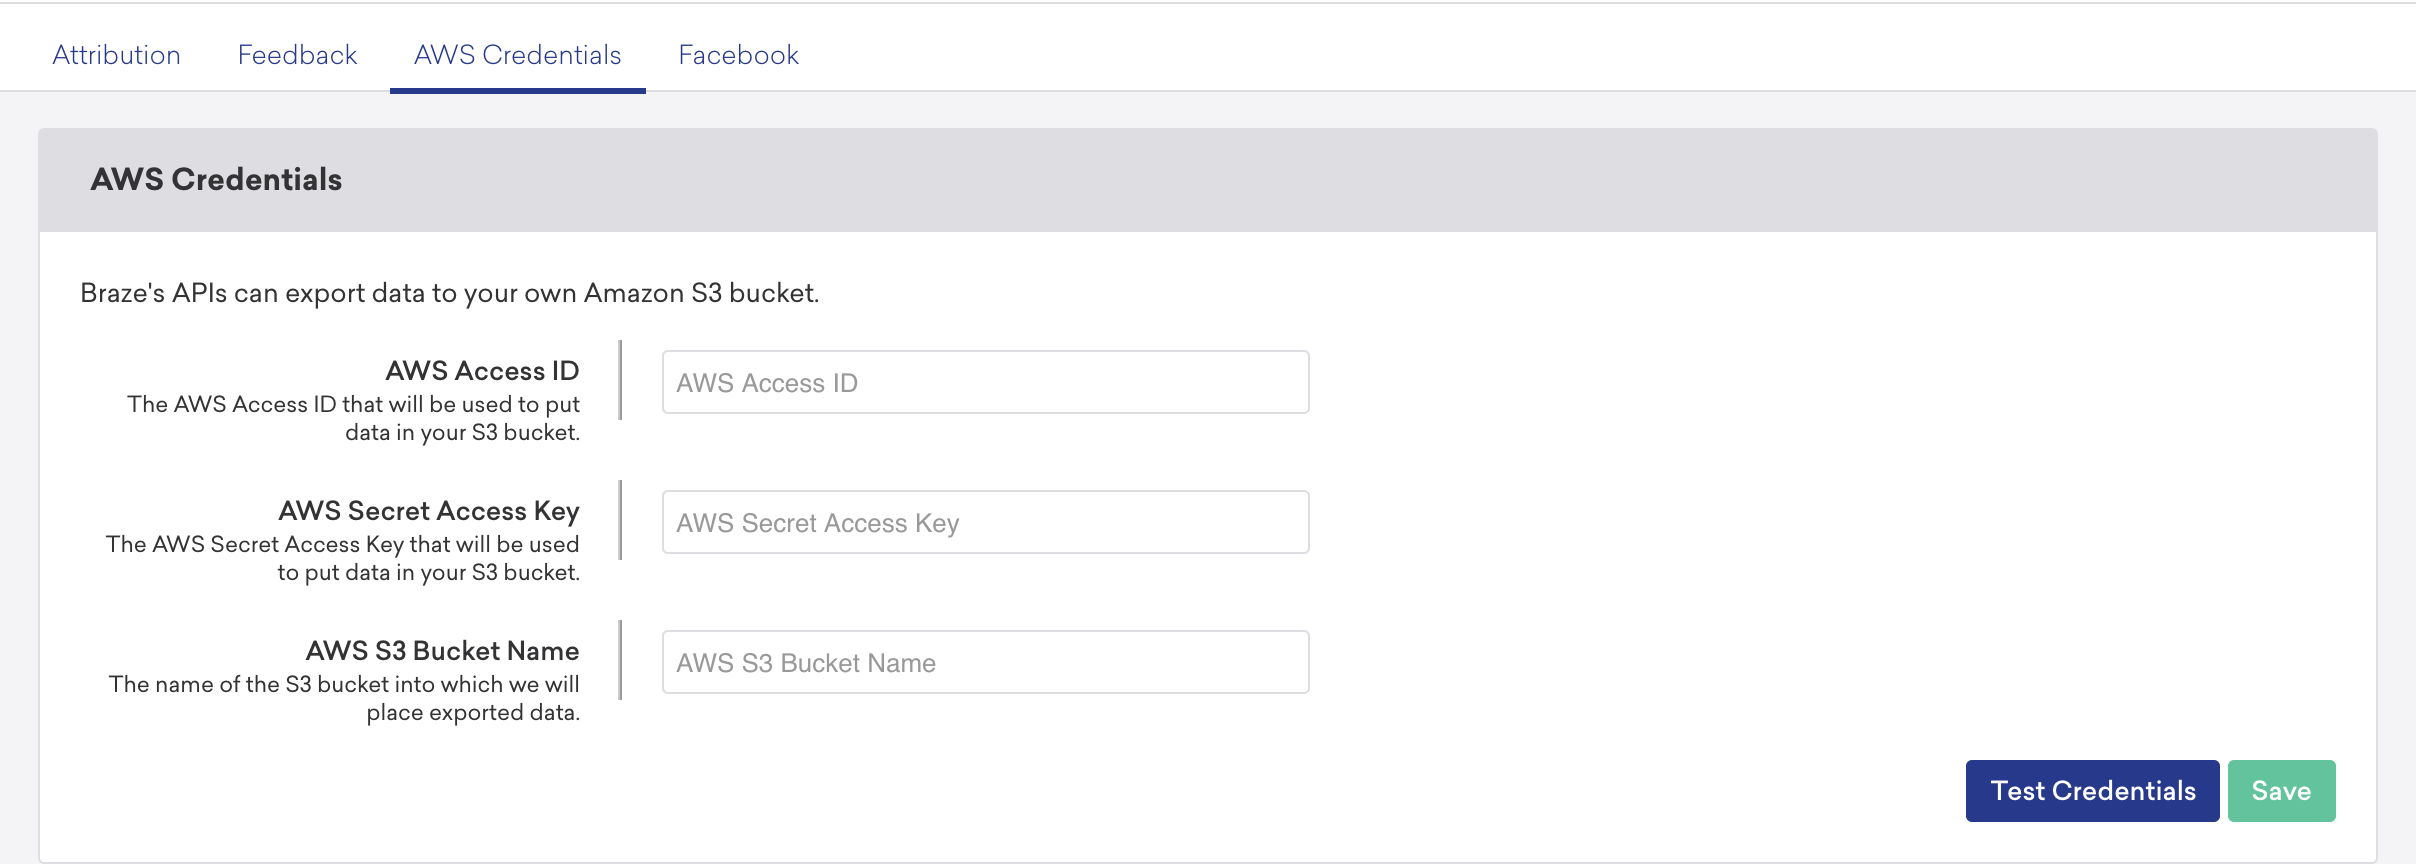 Attribution Feedback AWS Credentials Facebook
AWS Credentials
Braze's APIs can export data to your own Amazon S3 bucket.
AWS Access ID
The AWS Access ID that will be used to put
data in your S3 bucket.
AWS Access ID
AWS Secret Access Key
The AWS Secret Access Key that will be used
to put data in your S3 bucket.
AWS Secret Access Key
AWS S3 Bucket Name
The name of the S3 bucket into which we will
place exported data.
AWS S3 Bucket Name
Test Credentials Save